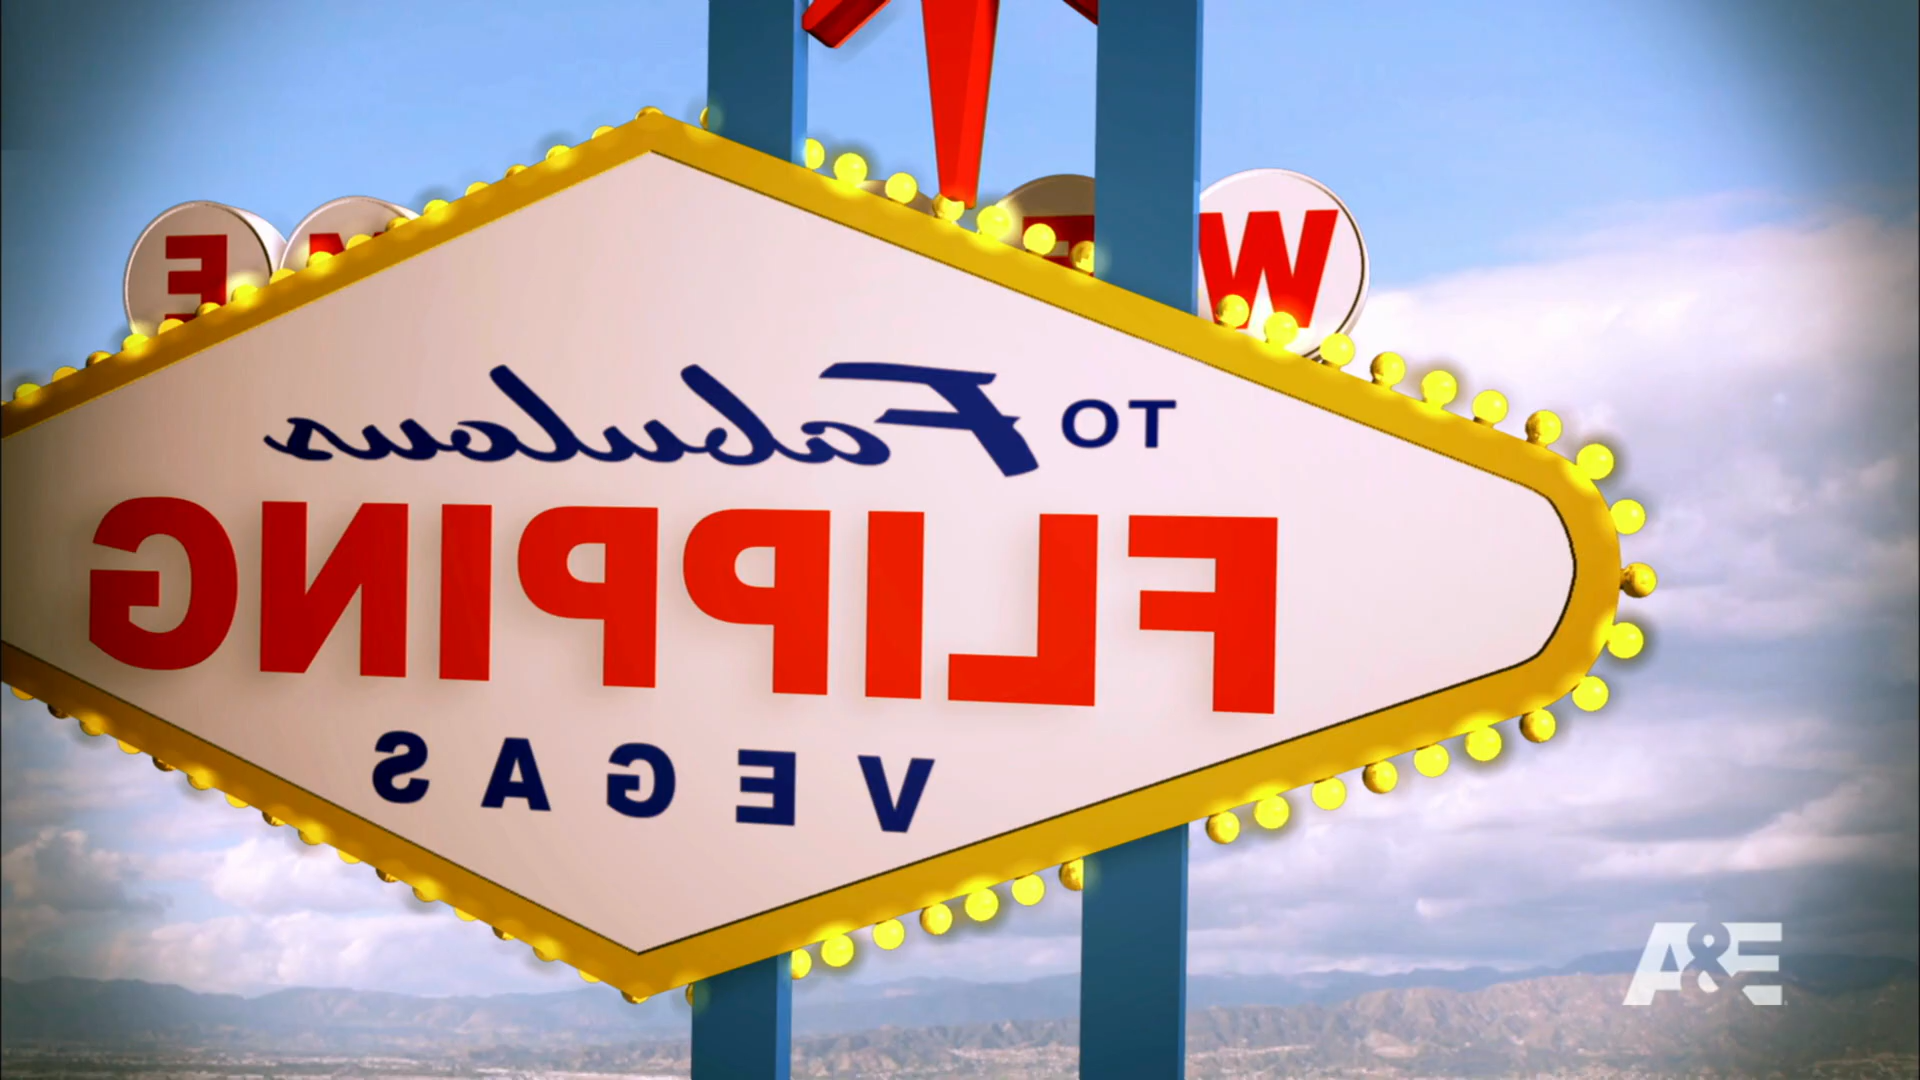 W E M E
TO Fabulous
FLIPPING
VEGAS
A&E